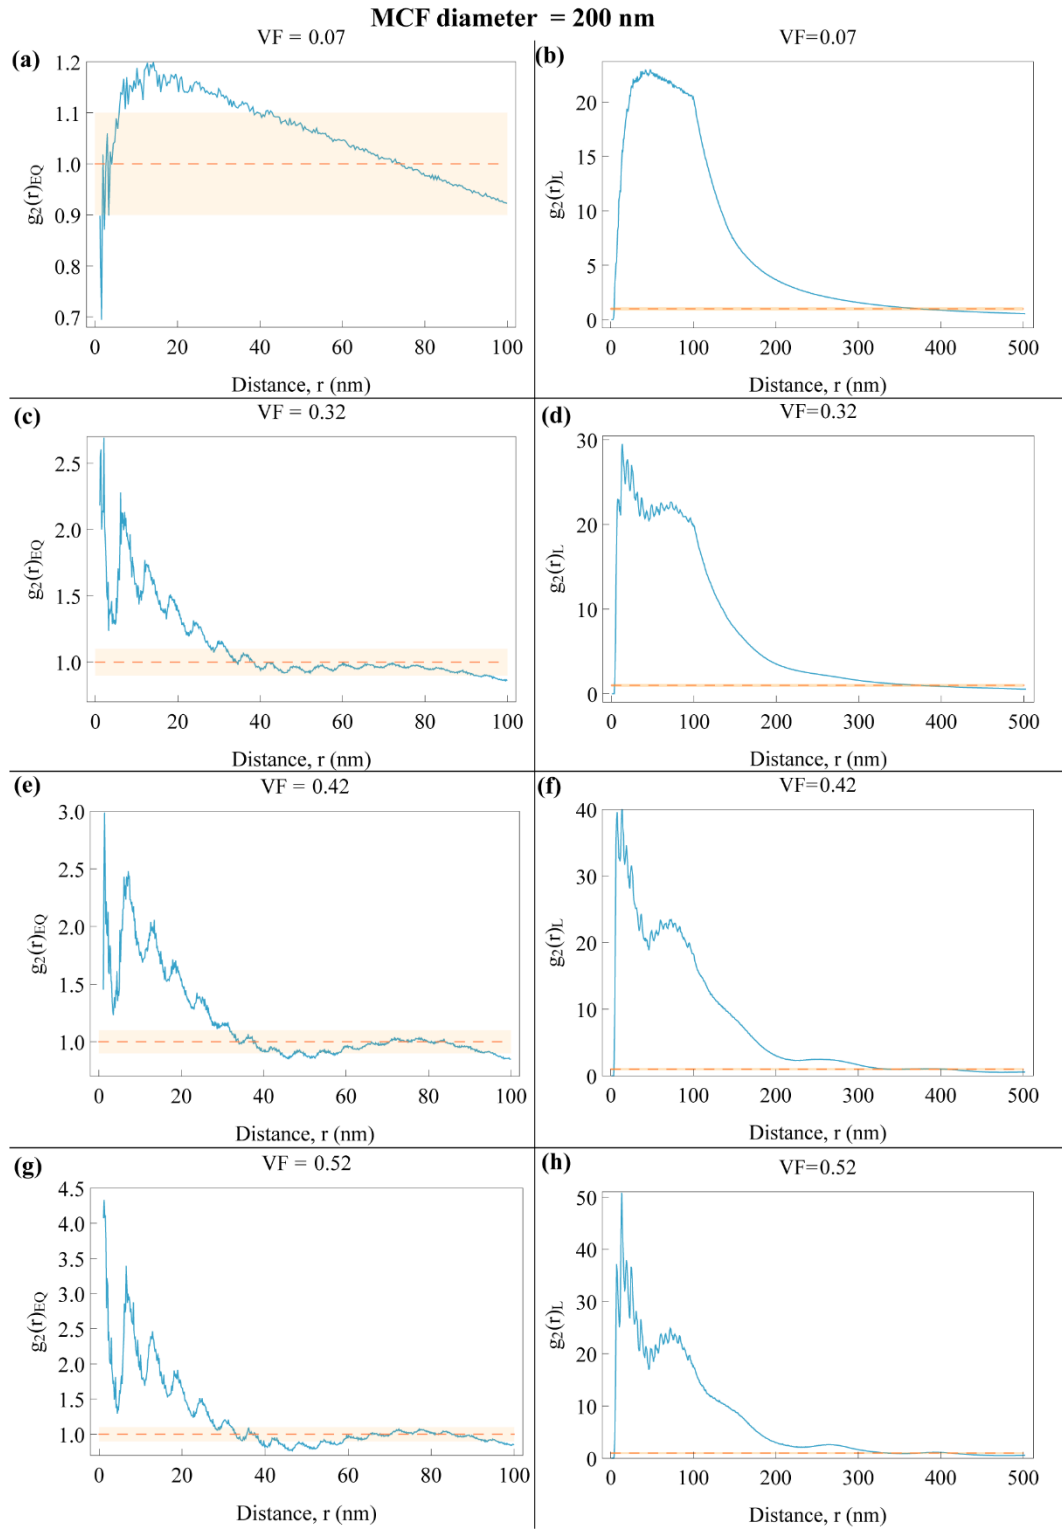 MCF diameter = 200 nm
VF = 0.07
(a)
1.2
1.1
1.0
0.9
0.8
0.7
g2(r)EQ
0 20 40 60 80 100
Distance, r (nm)
VF=0.07
(b)
20
15
10
5
0
g2(r)L
0 100 200 300 400 500
Distance, r (nm)
(c)
VF = 0.32
2.5
2.0
1.5
1.0
g2(r)EQ
0 20 40 60 80 100
Distance, r (nm)
(d)
VF=0.32
30
20
10
0
g2(r)L
0 100 200 300 400 500
Distance, r (nm)
(e)
VF = 0.42
3.0
2.5
2.0
1.5
1.0
g2(r)EQ
0 20 40 60 80 100
Distance, r (nm)
(f)
VF=0.42
40
30
20
10
0
g2(r)L
0 100 200 300 400 500
Distance, r (nm)
(g)
VF = 0.52
4.5
4.0
3.5
3.0
2.5
2.0
1.5
1.0
g2(r)EQ
0 20 40 60 80 100
Distance, r (nm)
(h)
VF=0.52
50
40
30
20
10
0
g2(r)L
0 100 200 300 400 500
Distance, r (nm)